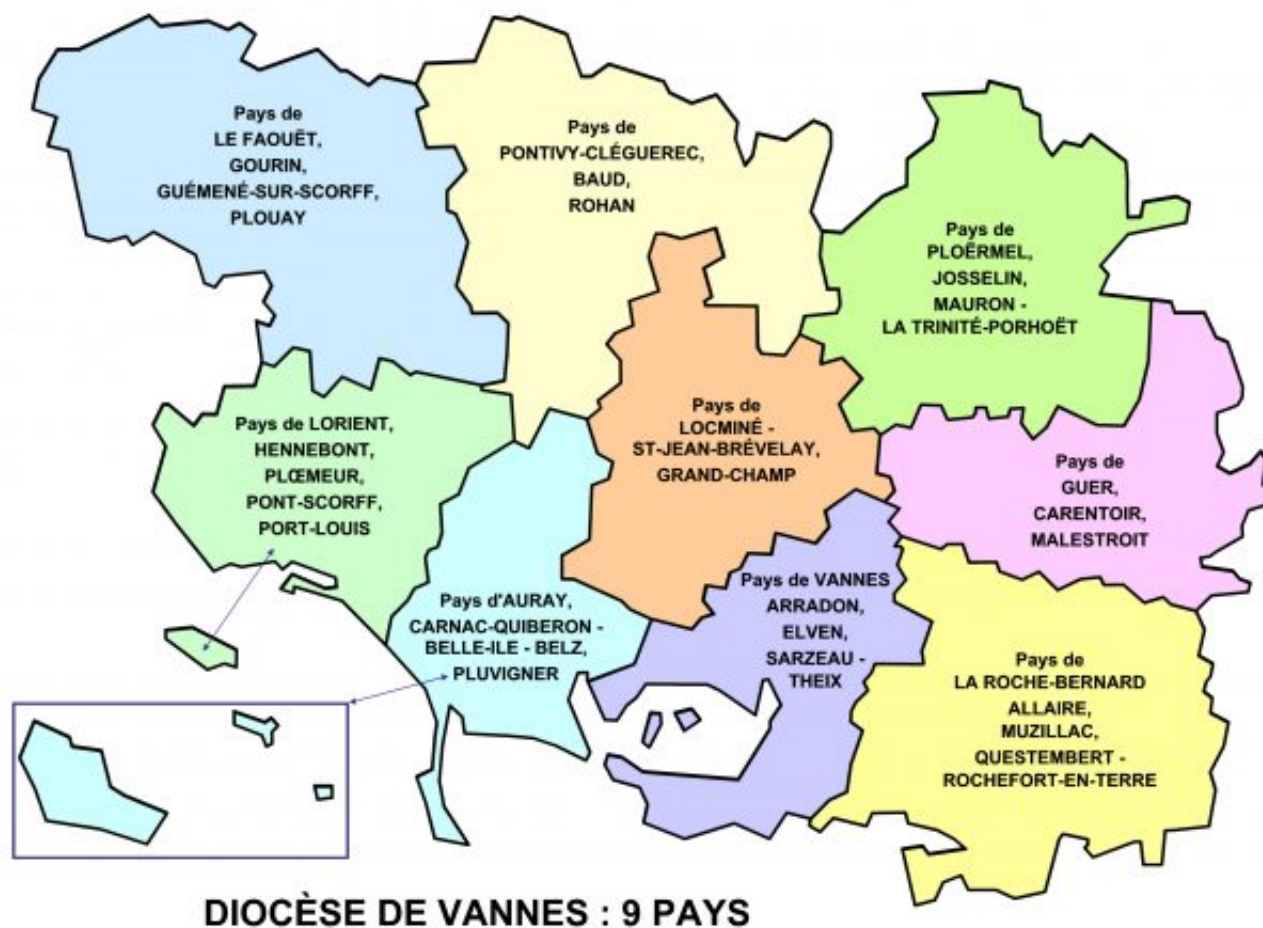 Pays de
LE FAOUËT,
GOURIN,
GUÉMENÉ-SUR-SCORFF,
PLOUAY
Pays de
PONTIVY-CLÉGUEREC,
BAUD,
ROHAN
Pays de
PLOËRMEL,
JOSSELIN,
MAURON -
LA TRINITÉ-PORHOËT
Pays de LORIENT,
HENNEBONT,
PLŒMEUR,
PONT-SCORFF,
PORT-LOUIS
Pays de
LOCMINÉ -
ST-JEAN-BRÉVELAY,
GRAND-CHAMP
Pays de
GUER,
CARENTOIR,
MALESTROIT
Pays d'AURAY,
CARNAC-QUIBERON -
BELLE-ILE - BELZ,
PLUVIGNER
Pays de VANNES
ARRADON,
ELVEN,
SARZEAU -
THEIX
Pays de
LA ROCHE-BERNARD
ALLAIRE,
MUZILLAC,
QUESTEMBERT -
ROCHEFORT-EN-TERRE
DIOCÈSE DE VANNES : 9 PAYS